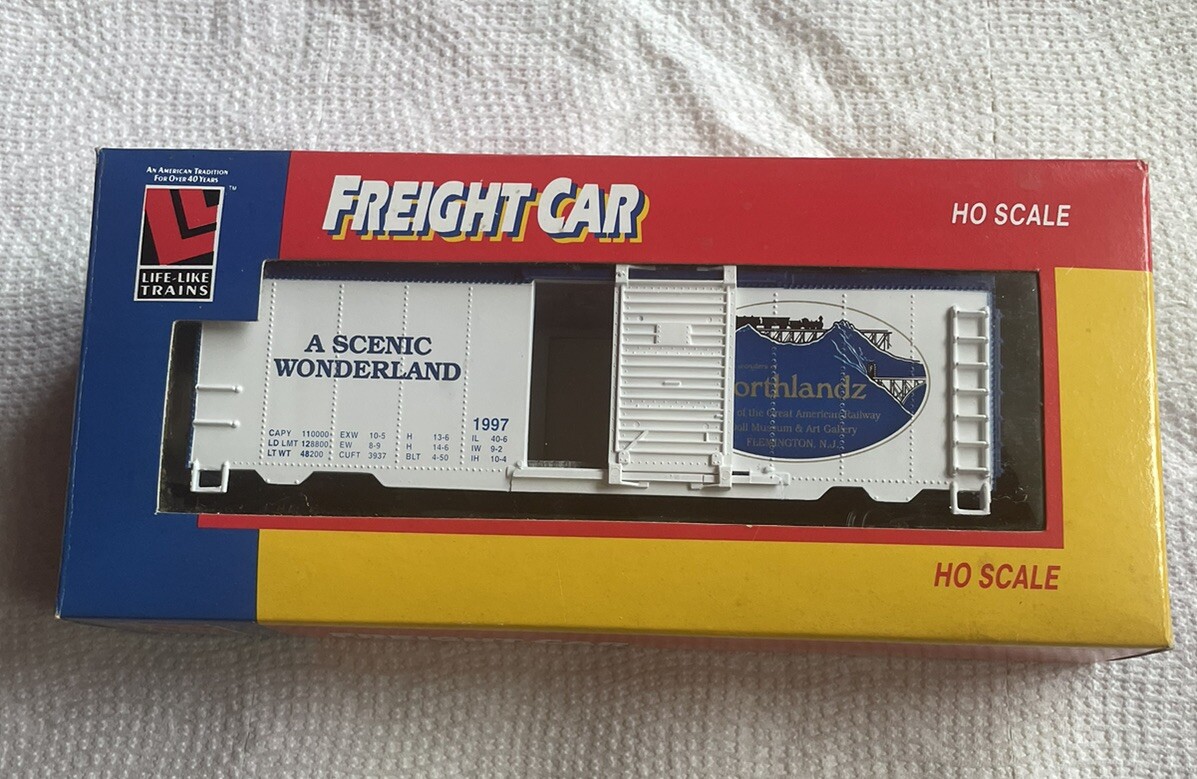 AN AMERICAN TRADITION
FOR OVER 40 YEARS
™
LIFE-LIKE
TRAINS
FREIGHT CAR
HO SCALE
A SCENIC
WONDERLAND
1997
CAPY 110000 EXW 10-5 H 13-6 IL 40-6
LD LMT 128800 EW 8-9 H 14-6 IW 9-2
LT WT 48200 CUFT 3937 BLT 4-50 IH 10-4
orthlandz
of the Great American Railway
oll Museum & Art Gallery
FLEMINGTON, N.J.
HO SCALE